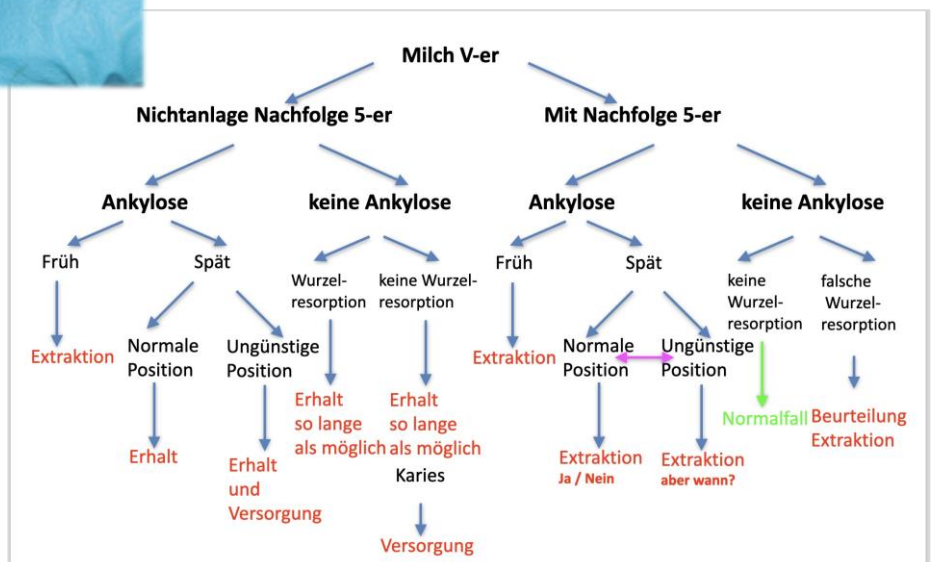 Milch V-er
Nichtanlage Nachfolge 5-er
Mit Nachfolge 5-er
Ankylose
keine Ankylose
Ankylose
keine Ankylose
Früh
Spät
Wurzel-
resorption
keine Wurzel-
resorption
Früh
Spät
keine
Wurzel-
resorption
falsche
Wurzel-
resorption
Extraktion
Normale
Position
Ungünstige
Position
Erhalt
so lange
als möglich
Erhalt
so lange
als möglich
Extraktion
Normale
Position
Ungünstige
Position
Normalfall
Beurteilung
Extraktion
Erhalt
Erhalt
und
Versorgung
Karies
Versorgung
Extraktion
Ja / Nein
Extraktion
aber wann?